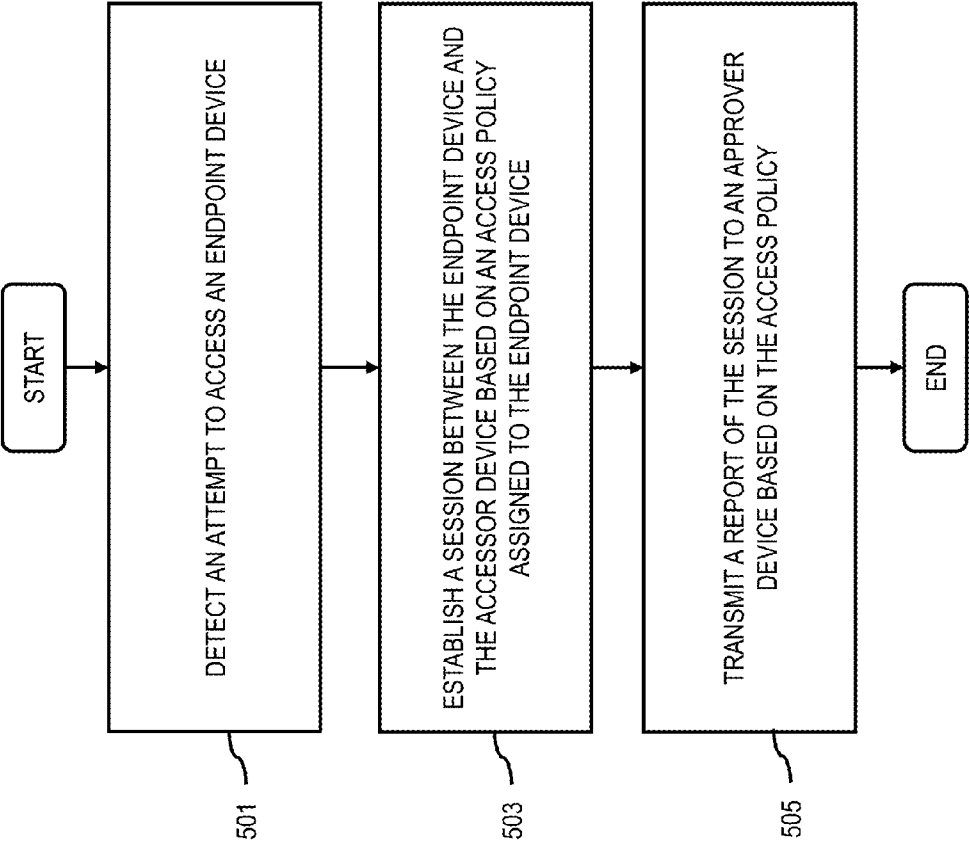 START
DETECT AN ATTEMPT TO ACCESS AN ENDPOINT DEVICE
501
ESTABLISH A SESSION BETWEEN THE ENDPOINT DEVICE AND
THE ACCESSOR DEVICE BASED ON AN ACCESS POLICY
ASSIGNED TO THE ENDPOINT DEVICE
503
TRANSMIT A REPORT OF THE SESSION TO AN APPROVER
DEVICE BASED ON THE ACCESS POLICY
505
END